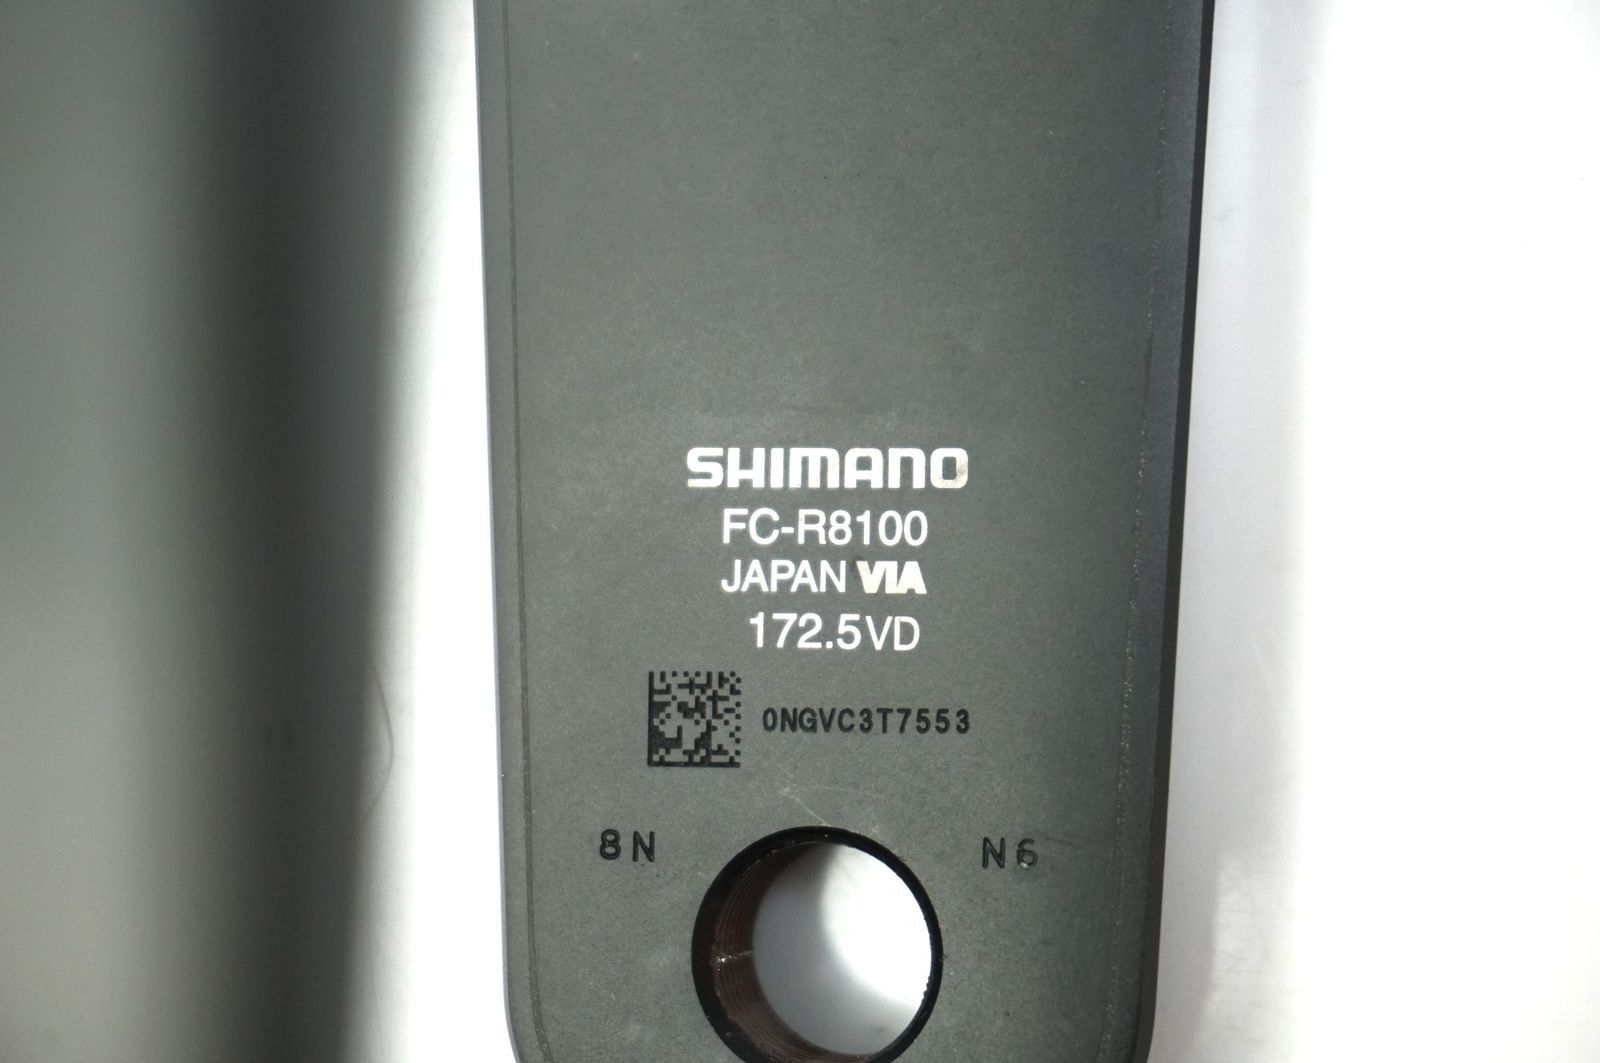 SHIMANO
FC-R8100
JAPAN VIA
172.5VD
0NGVC3T7553
8N N6